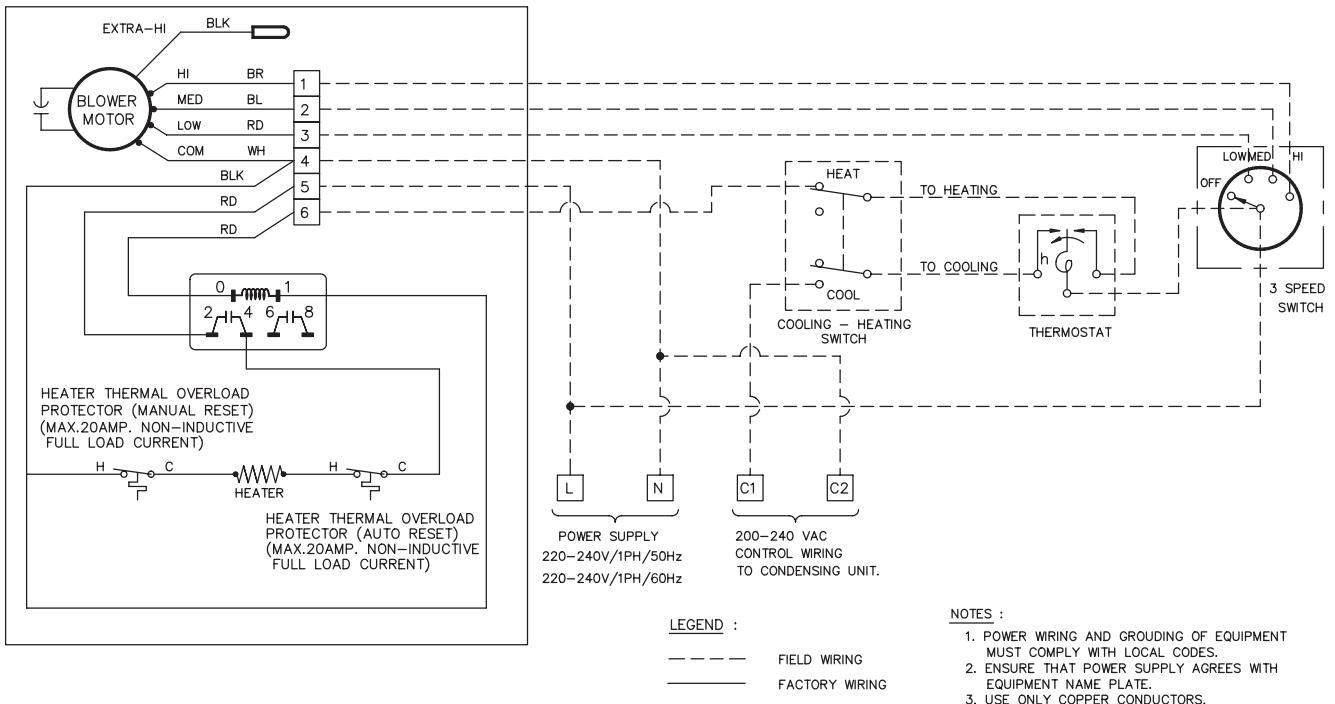 EXTRA-HI BLK
HI BR 1
BLOWER MOTOR
MED BL 2
LOW RD 3
COM WH 4
BLK
RD 5
RD 6
0 1
2 4 6 8
HEATER THERMAL OVERLOAD
PROTECTOR (MANUAL RESET)
(MAX.20AMP. NON-INDUCTIVE
FULL LOAD CURRENT)
H C
HEATER
H C
HEATER THERMAL OVERLOAD
PROTECTOR (AUTO RESET)
(MAX.20AMP. NON-INDUCTIVE
FULL LOAD CURRENT)
HEAT
TO HEATING
TO COOLING
COOL
COOLING - HEATING
SWITCH
h
THERMOSTAT
LOW MED HI
OFF
3 SPEED
SWITCH
L N C1 C2
POWER SUPPLY
220-240V/1PH/50Hz
220-240V/1PH/60Hz
200-240 VAC
CONTROL WIRING
TO CONDENSING UNIT.
LEGEND :
FIELD WIRING
FACTORY WIRING
NOTES :
1. POWER WIRING AND GROUNDING OF EQUIPMENT
MUST COMPLY WITH LOCAL CODES.
2. ENSURE THAT POWER SUPPLY AGREES WITH
EQUIPMENT NAME PLATE.
3. USE ONLY COPPER CONDUCTORS.